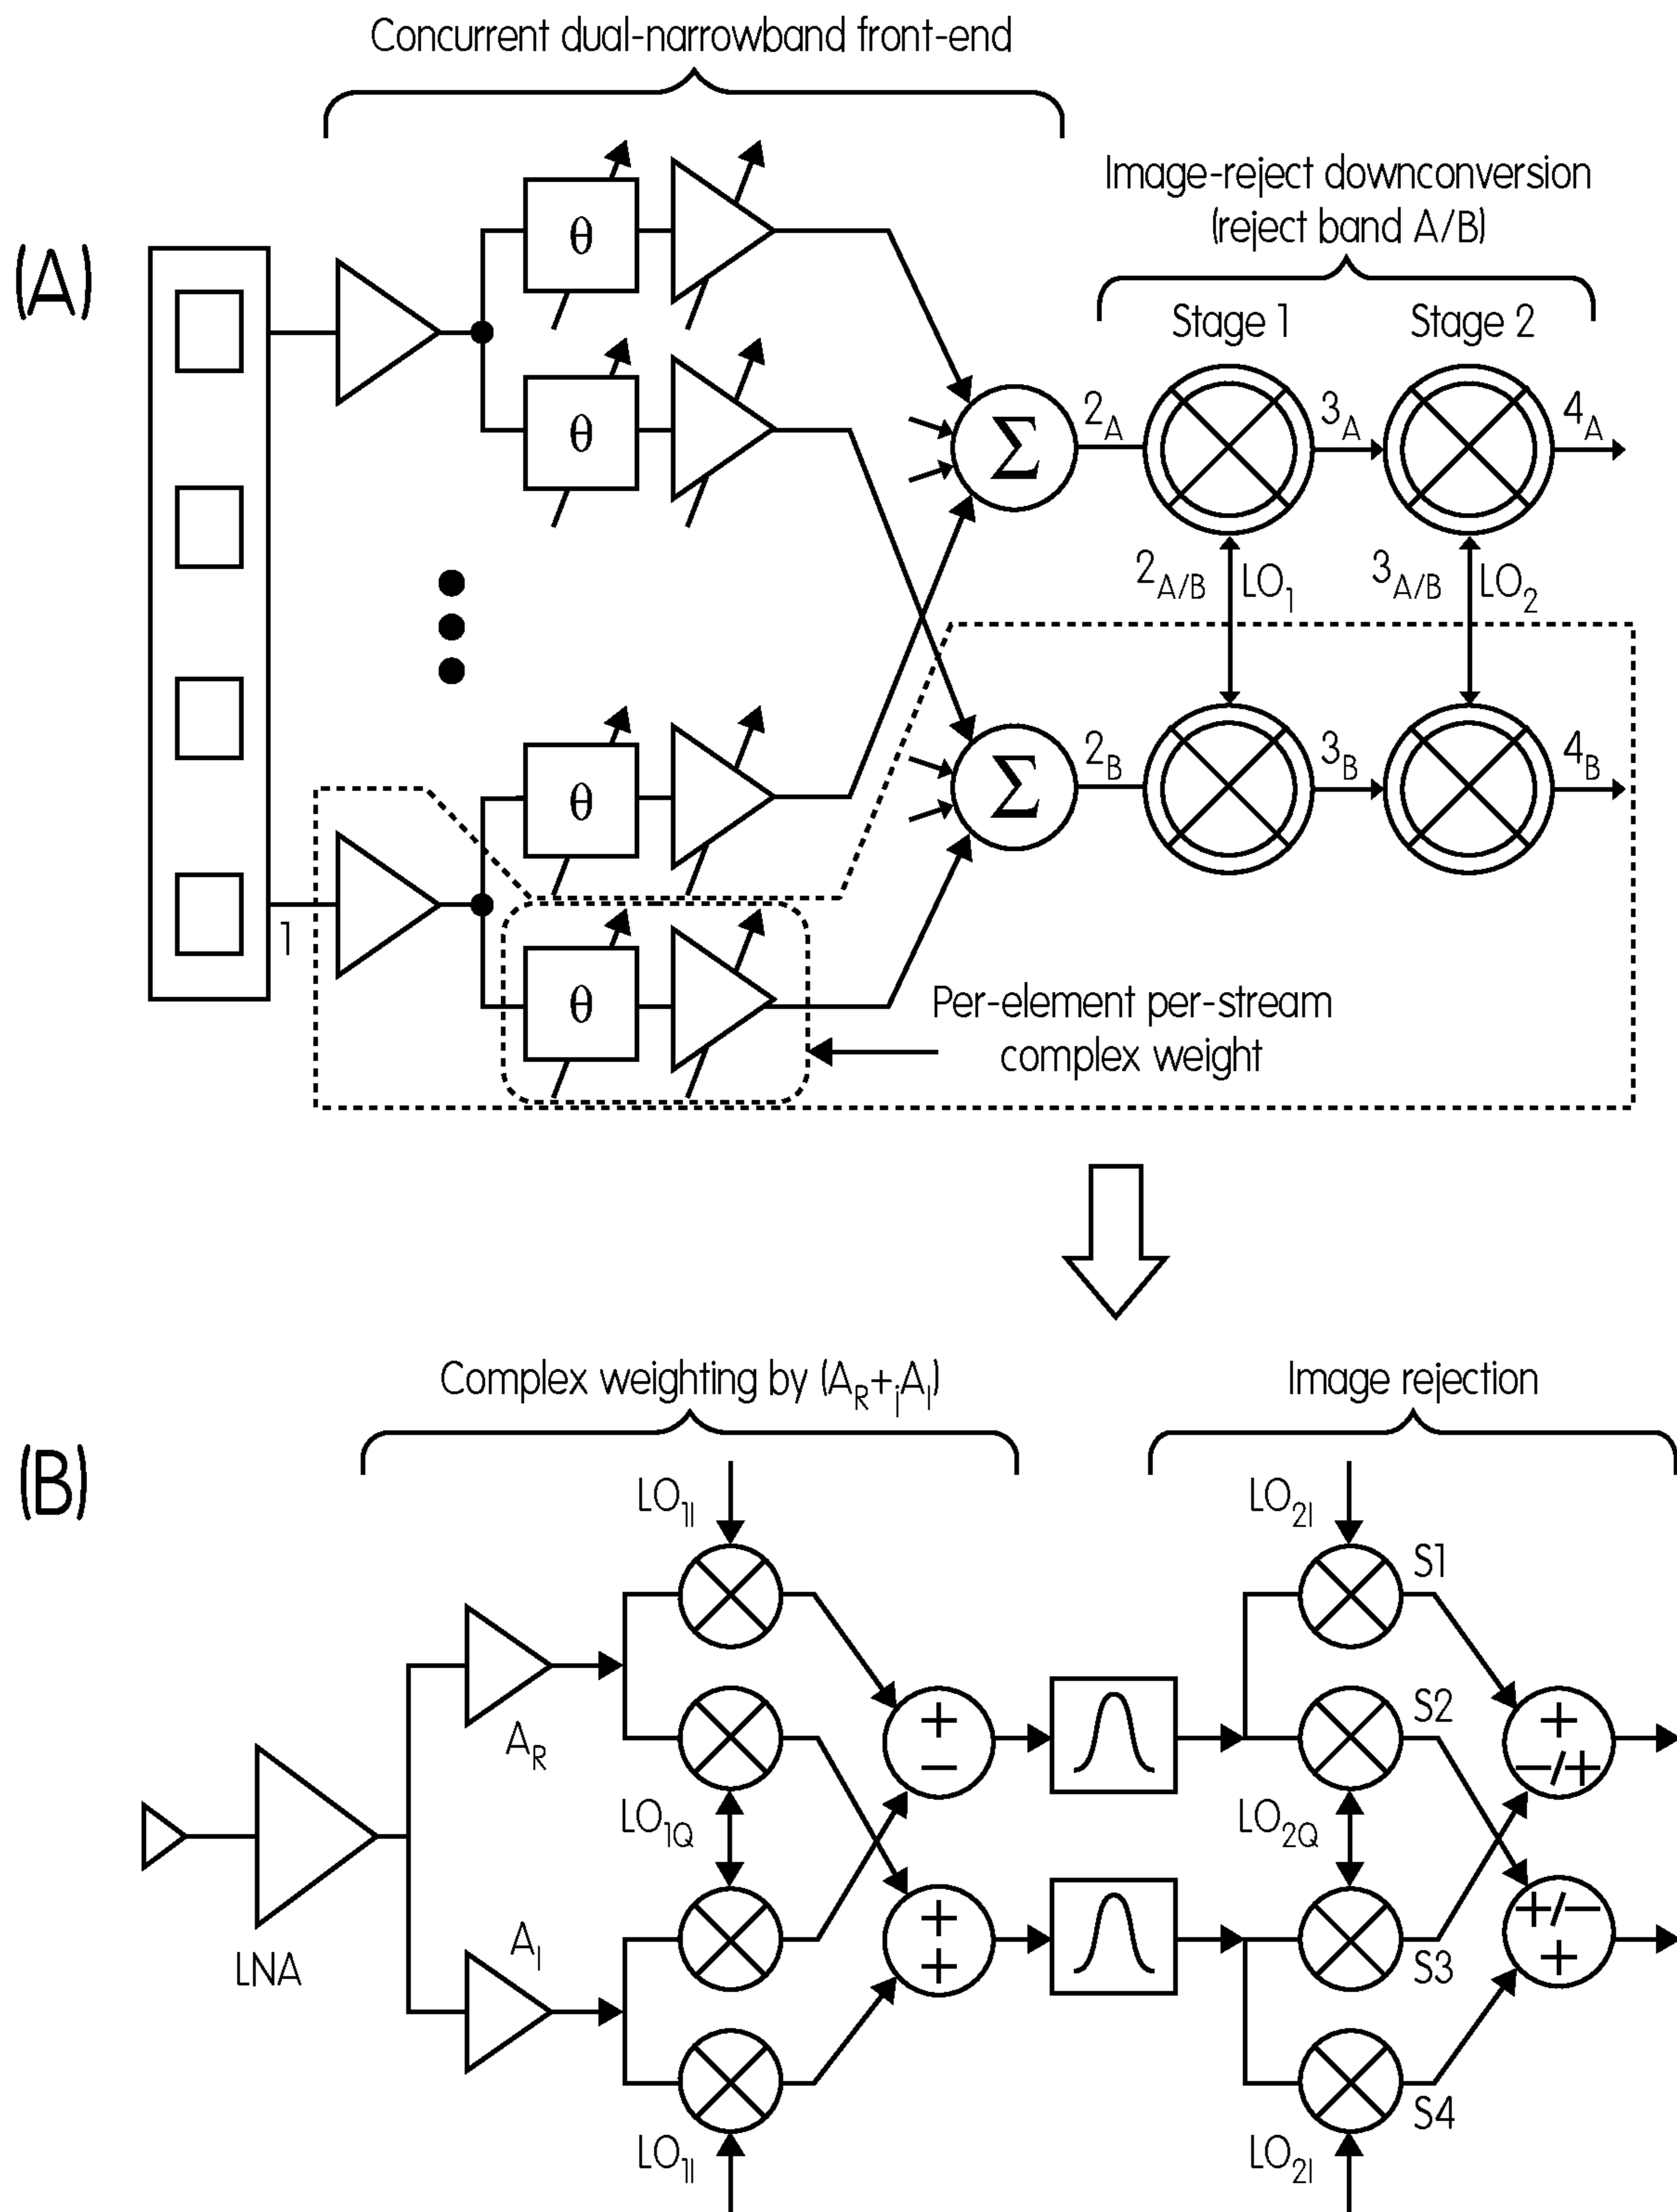 Concurrent dual-narrowband front-end
Image-reject downconversion
(reject band A/B)
(A)
Stage 1
Stage 2
θ
θ
Σ
2A
3A
4A
2A/B
LO1
3A/B
LO2
θ
Σ
2B
3B
4B
1
θ
Per-element per-stream
complex weight
Complex weighting by (AR+jAI)
Image rejection
(B)
LO1I
LO2I
S1
AR
+
−
S2
+
−/+
LO1Q
LO2Q
LNA
AI
+
+
S3
+/−
+
S4
LO1I
LO2I